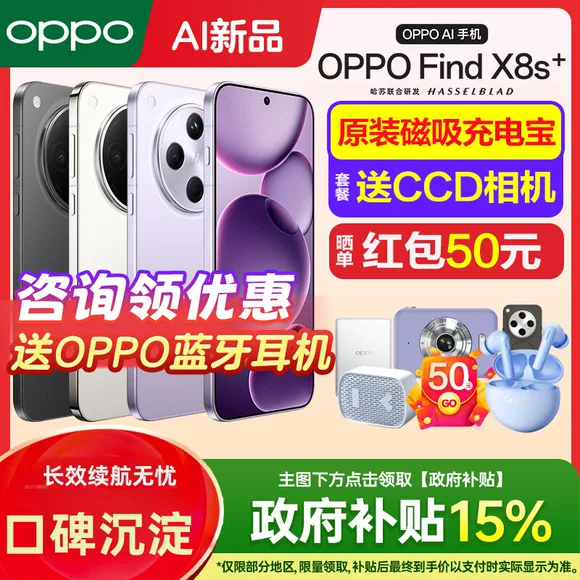 oppo
AI新品
OPPO AI 手机
OPPO Find X8s+
哈苏联合研发 HASSELBLAD
原装磁吸充电宝
套餐 送CCD相机
晒单 红包50元
咨询领优惠
送OPPO蓝牙耳机
oppo
50元
GO
长效续航无忧
口碑沉淀
主图下方点击领取【政府补贴】
政府补贴15%
*仅限部分地区,限量领取,补贴后最终到手价以支付时实际显示为准。